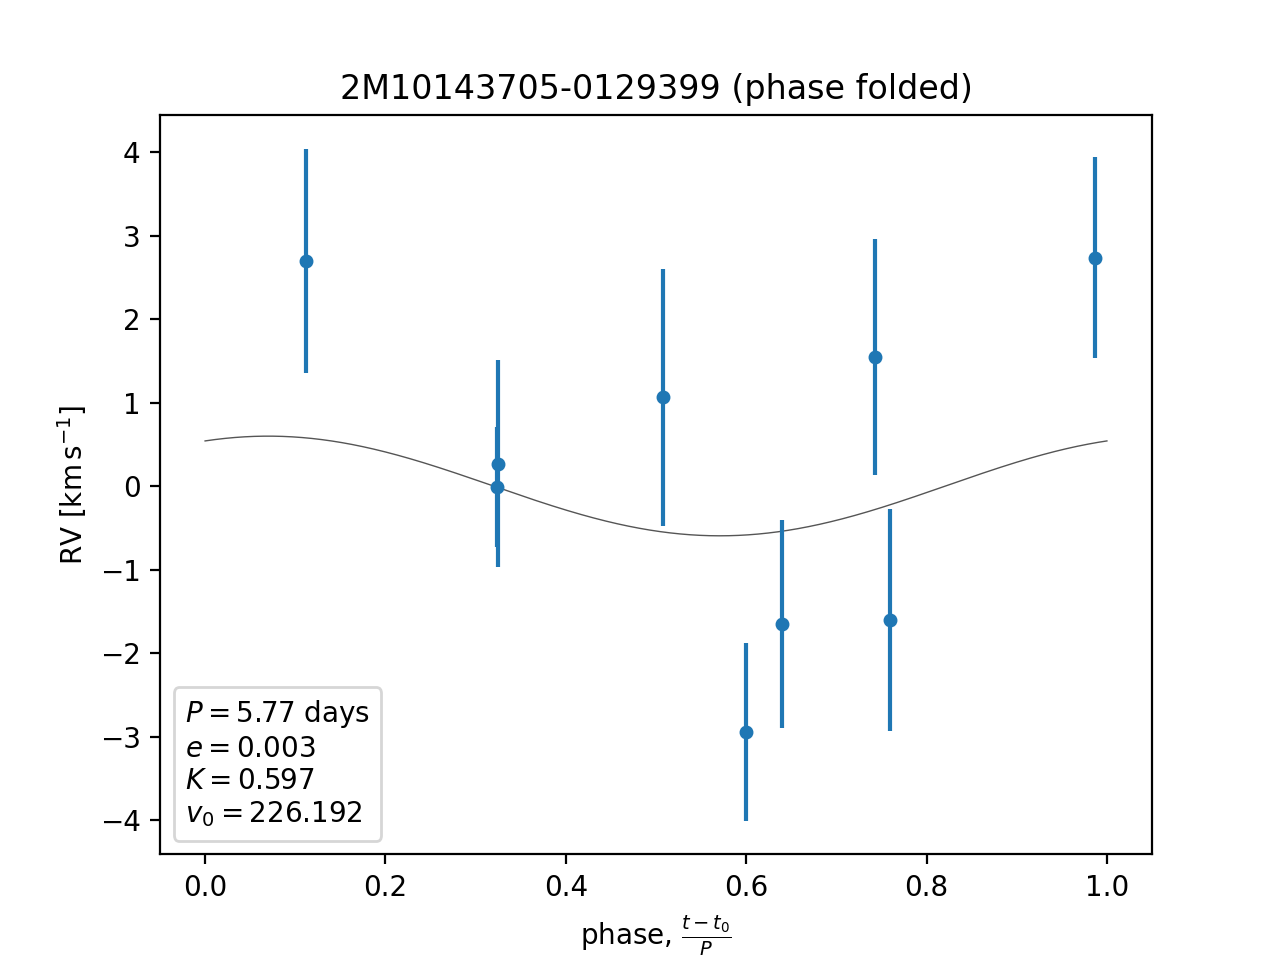 2M10143705-0129399 (phase folded)
RV [km s⁻¹]
4
3
2
1
0
−1
−2
−3
−4
P = 5.77 days
e = 0.003
K = 0.597
v₀ = 226.192
0.0 0.2 0.4 0.6 0.8 1.0
phase, (t − t₀)/P